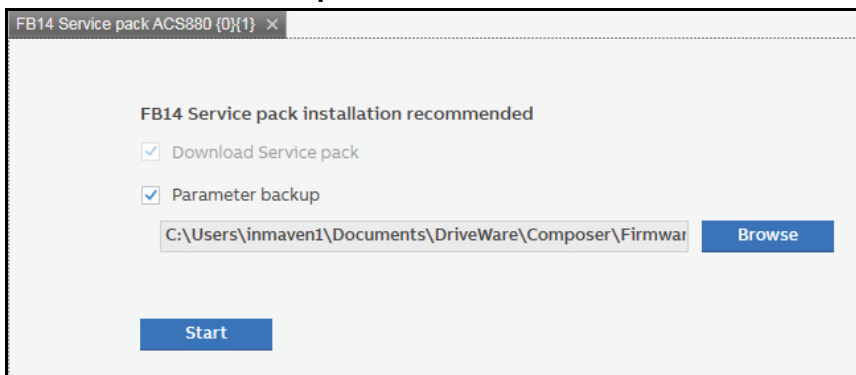 FB14 Service pack ACS880 {0}{1} ×
FB14 Service pack installation recommended
Download Service pack
Parameter backup
C:\Users\inmaven1\Documents\DriveWare\Composer\Firmwar
Browse
Start